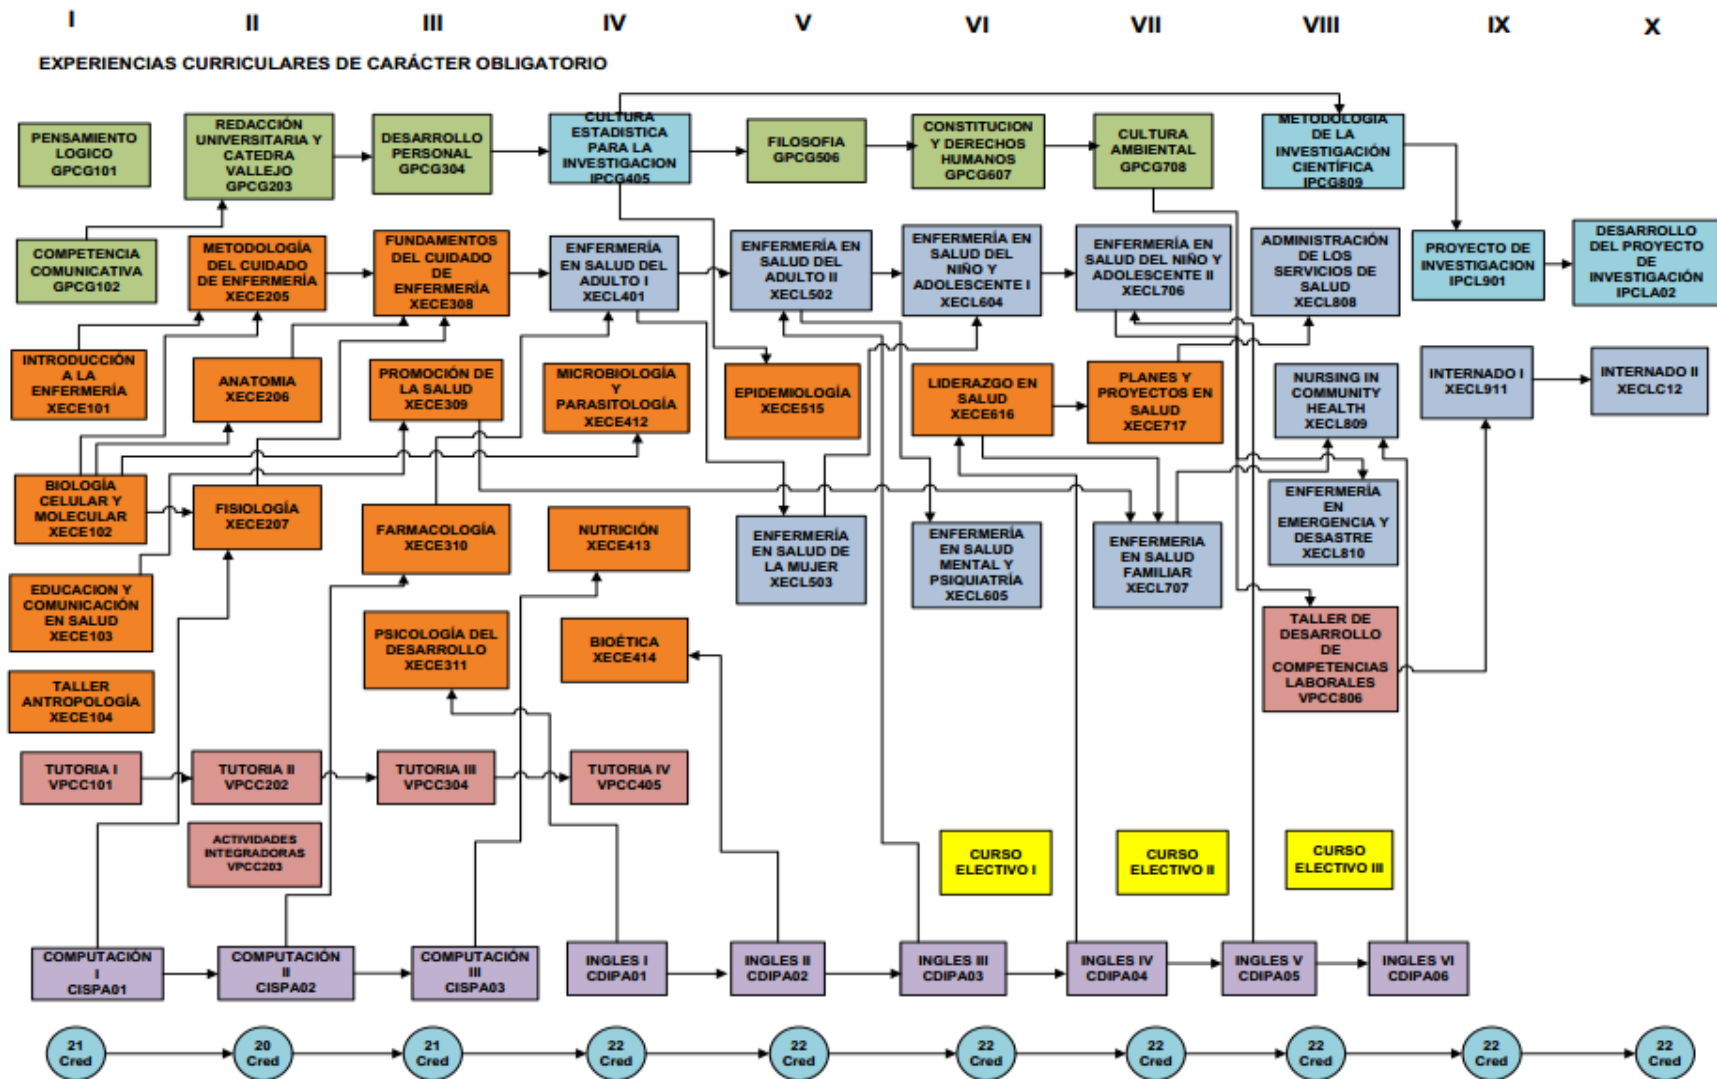 I II III IV V VI VII VIII IX X
EXPERIENCIAS CURRICULARES DE CARÁCTER OBLIGATORIO
PENSAMIENTO
LOGICO
GPCG101
REDACCIÓN
UNIVERSITARIA Y
CATEDRA
VALLEJO
GPCG203
DESARROLLO
PERSONAL
GPCG304
CULTURA
ESTADISTICA
PARA LA
INVESTIGACION
IPCG405
FILOSOFIA
GPCG506
CONSTITUCION
Y DERECHOS
HUMANOS
GPCG607
CULTURA
AMBIENTAL
GPCG708
METODOLOGÍA
DE LA
INVESTIGACIÓN
CIENTÍFICA
IPCG809
COMPETENCIA
COMUNICATIVA
GPCG102
METODOLOGÍA
DEL CUIDADO
DE ENFERMERÍA
XECE205
FUNDAMENTOS
DEL CUIDADO
DE
ENFERMERÍA
XECE308
ENFERMERÍA
EN SALUD DEL
ADULTO I
XECL401
ENFERMERÍA EN
SALUD DEL
ADULTO II
XECL502
ENFERMERÍA EN
SALUD DEL
NIÑO Y
ADOLESCENTE I
XECL604
ENFERMERÍA EN
SALUD DEL NIÑO Y
ADOLESCENTE II
XECL706
ADMINISTRACIÓN
DE LOS
SERVICIOS DE
SALUD
XECL808
PROYECTO DE
INVESTIGACION
IPCL901
DESARROLLO
DEL PROYECTO
DE
INVESTIGACIÓN
IPCLA02
INTRODUCCIÓN
A LA
ENFERMERÍA
XECE101
ANATOMIA
XECE206
PROMOCIÓN DE
LA SALUD
XECE309
MICROBIOLOGÍA
Y
PARASITOLOGÍA
XECE412
EPIDEMIOLOGÍA
XECE515
LIDERAZGO EN
SALUD
XECE616
PLANES Y
PROYECTOS EN
SALUD
XECE717
NURSING IN
COMMUNITY
HEALTH
XECL809
INTERNADO I
XECL911
INTERNADO II
XECLC12
BIOLOGÍA
CELULAR Y
MOLECULAR
XECE102
FISIOLOGÍA
XECE207
FARMACOLOGÍA
XECE310
NUTRICIÓN
XECE413
ENFERMERÍA
EN SALUD DE
LA MUJER
XECL503
ENFERMERÍA
EN SALUD
MENTAL Y
PSIQUIATRÍA
XECL605
ENFERMERIA
EN SALUD
FAMILIAR
XECL707
ENFERMERÍA
EN
EMERGENCIA Y
DESASTRE
XECL810
EDUCACION Y
COMUNICACIÓN
EN SALUD
XECE103
PSICOLOGÍA DEL
DESARROLLO
XECE311
BIOÉTICA
XECE414
TALLER DE
DESARROLLO
DE
COMPETENCIAS
LABORALES
VPCC806
TALLER
ANTROPOLOGÍA
XECE104
TUTORIA I
VPCC101
TUTORIA II
VPCC202
TUTORIA III
VPCC304
TUTORIA IV
VPCC405
ACTIVIDADES
INTEGRADORAS
VPCC203
CURSO
ELECTIVO I
CURSO
ELECTIVO II
CURSO
ELECTIVO III
COMPUTACIÓN
I
CISPA01
COMPUTACIÓN
II
CISPA02
COMPUTACIÓN
III
CISPA03
INGLES I
CDIPA01
INGLES II
CDIPA02
INGLES III
CDIPA03
INGLES IV
CDIPA04
INGLES V
CDIPA05
INGLES VI
CDIPA06
21
Cred
20
Cred
21
Cred
22
Cred
22
Cred
22
Cred
22
Cred
22
Cred
22
Cred
22
Cred